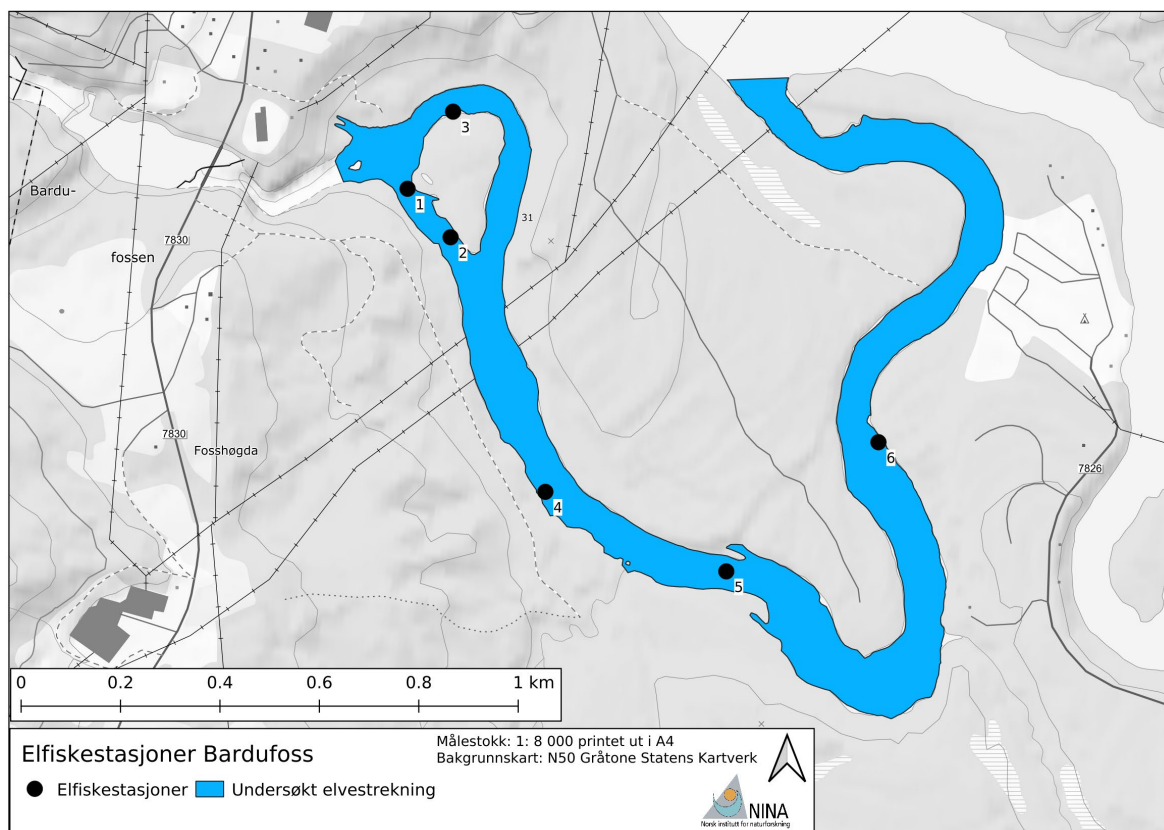 3
1
31
2
Bardu-
7830
fossen
7830
Fosshøgda
6
7826
4
5
0 0.2 0.4 0.6 0.8 1 km
Elfiskestasjoner Bardufoss
Målestokk: 1: 8 000 printet ut i A4
Bakgrunnskart: N50 Gråtone Statens Kartverk
Elfiskestasjoner Undersøkt elvestrekning
NINA
Norsk institutt for naturforskning